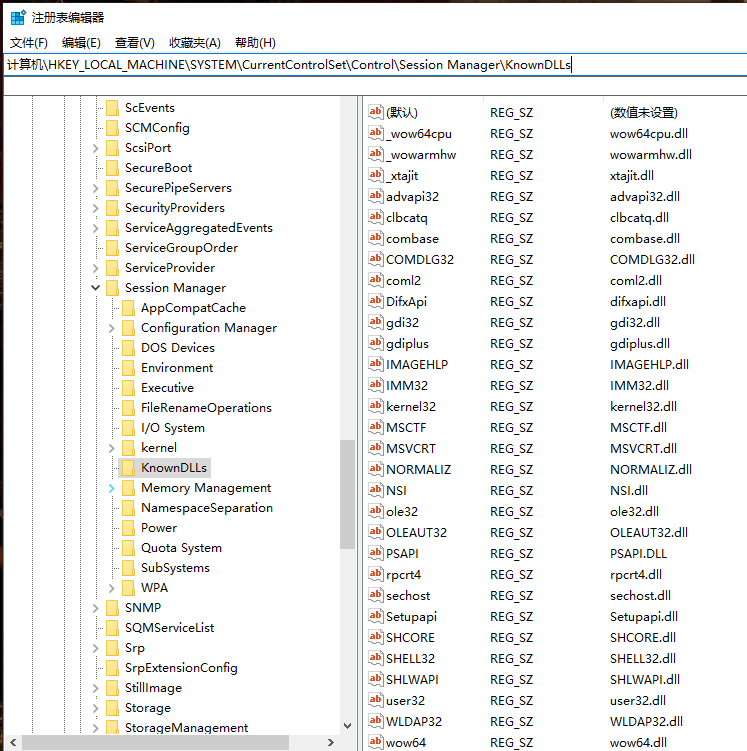 注册表编辑器
文件(F) 编辑(E) 查看(V) 收藏夹(A) 帮助(H)
计算机\HKEY_LOCAL_MACHINE\SYSTEM\CurrentControlSet\Control\Session Manager\KnownDLLs
ScEvents
SCMConfig
ScsiPort
SecureBoot
SecurePipeServers
SecurityProviders
ServiceAggregatedEvents
ServiceGroupOrder
ServiceProvider
Session Manager
AppCompatCache
Configuration Manager
DOS Devices
Environment
Executive
FileRenameOperations
I/O System
kernel
KnownDLLs
Memory Management
NamespaceSeparation
Power
Quota System
SubSystems
WPA
SNMP
SQMServiceList
Srp
SrpExtensionConfig
StillImage
Storage
StorageManagement
(默认) REG_SZ (数值未设置)
_wow64cpu REG_SZ wow64cpu.dll
_wowarmhw REG_SZ wowarmhw.dll
_xtajit REG_SZ xtajit.dll
advapi32 REG_SZ advapi32.dll
clbcatq REG_SZ clbcatq.dll
combase REG_SZ combase.dll
COMDLG32 REG_SZ COMDLG32.dll
coml2 REG_SZ coml2.dll
DifxApi REG_SZ difxapi.dll
gdi32 REG_SZ gdi32.dll
gdiplus REG_SZ gdiplus.dll
IMAGEHLP REG_SZ IMAGEHLP.dll
IMM32 REG_SZ IMM32.dll
kernel32 REG_SZ kernel32.dll
MSCTF REG_SZ MSCTF.dll
MSVCRT REG_SZ MSVCRT.dll
NORMALIZ REG_SZ NORMALIZ.dll
NSI REG_SZ NSI.dll
ole32 REG_SZ ole32.dll
OLEAUT32 REG_SZ OLEAUT32.dll
PSAPI REG_SZ PSAPI.DLL
rpcrt4 REG_SZ rpcrt4.dll
sechost REG_SZ sechost.dll
Setupapi REG_SZ Setupapi.dll
SHCORE REG_SZ SHCORE.dll
SHELL32 REG_SZ SHELL32.dll
SHLWAPI REG_SZ SHLWAPI.dll
user32 REG_SZ user32.dll
WLDAP32 REG_SZ WLDAP32.dll
wow64 REG_SZ wow64.dll